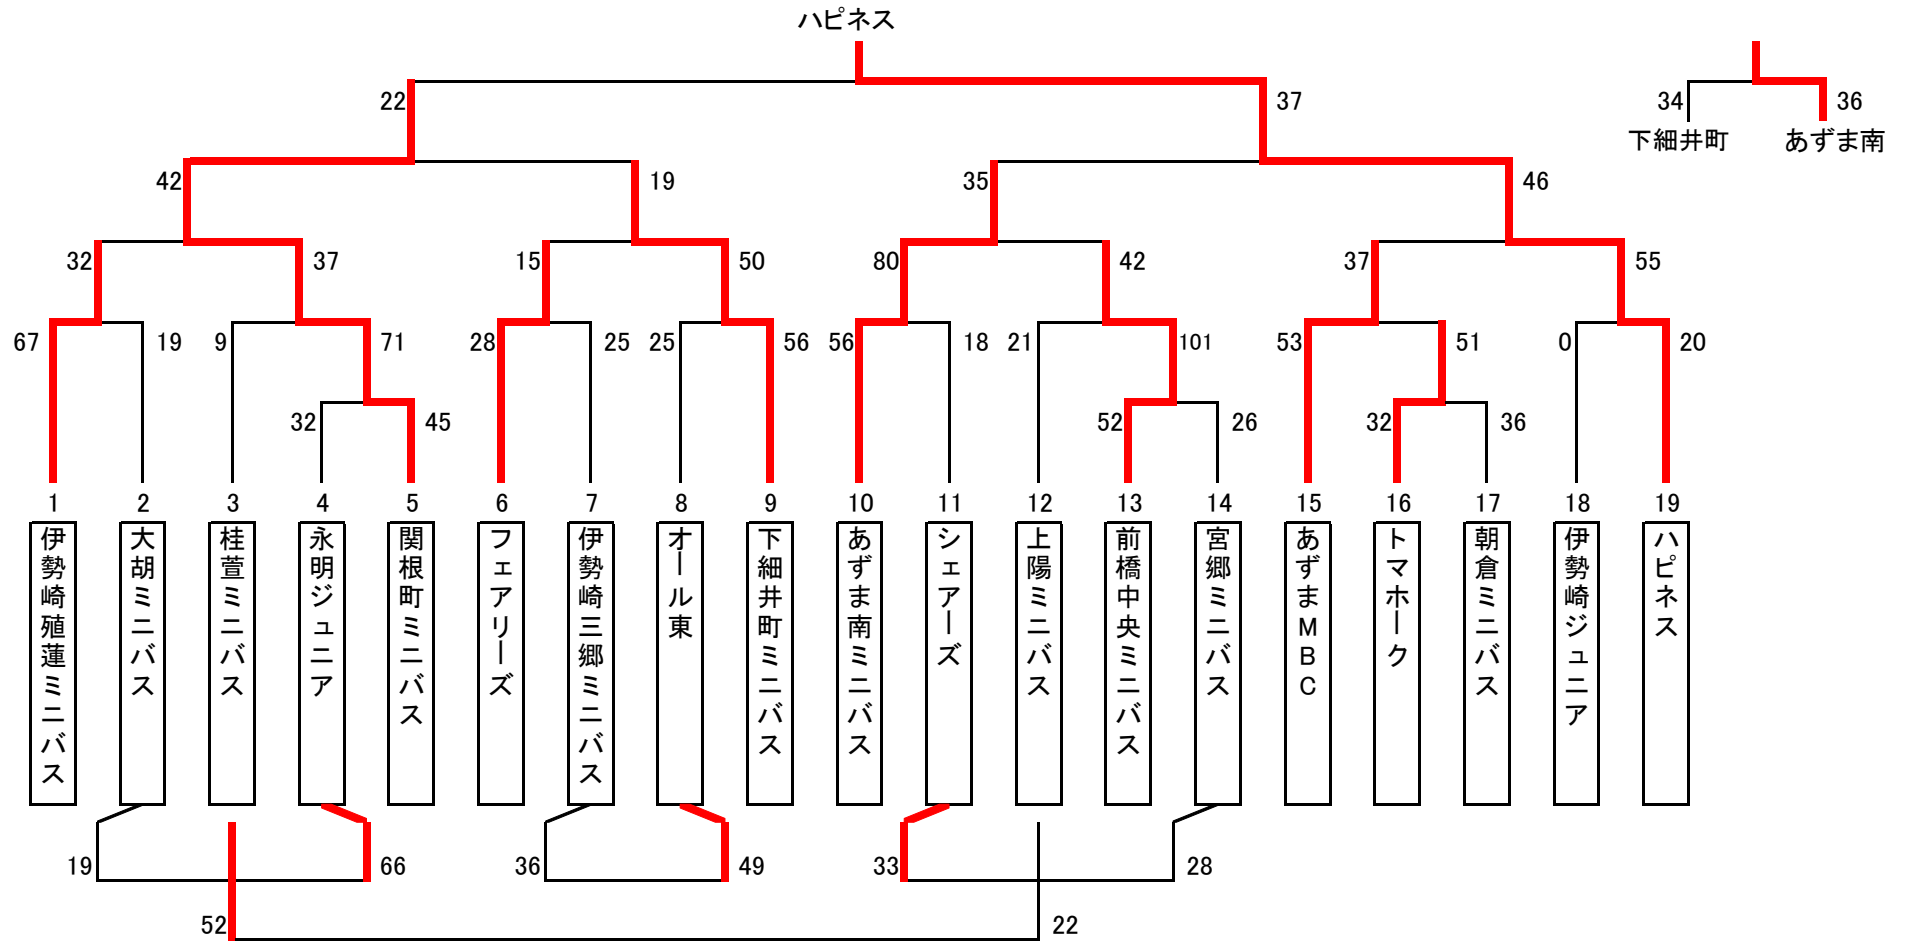 ハピネス
22 37 34 36
下細井町 あずま南
42 19 35 46
32 37 15 50 80 42 37 55
67 19 9 71 28 25 25 56 56 18 21 101 53 51 0 20
32 45 52 26 32 36
1 2 3 4 5 6 7 8 9 10 11 12 13 14 15 16 17 18 19
伊勢崎殖蓮ミニバス
大胡ミニバス
桂萱ミニバス
永明ジュニア
関根町ミニバス
フェアリーズ
伊勢崎三郷ミニバス
オール東
下細井町ミニバス
あずま南ミニバス
シェアーズ
上陽ミニバス
前橋中央ミニバス
宮郷ミニバス
あずまMBC
トマホーク
朝倉ミニバス
伊勢崎ジュニア
ハピネス
19 66 36 49 33 28
52 22